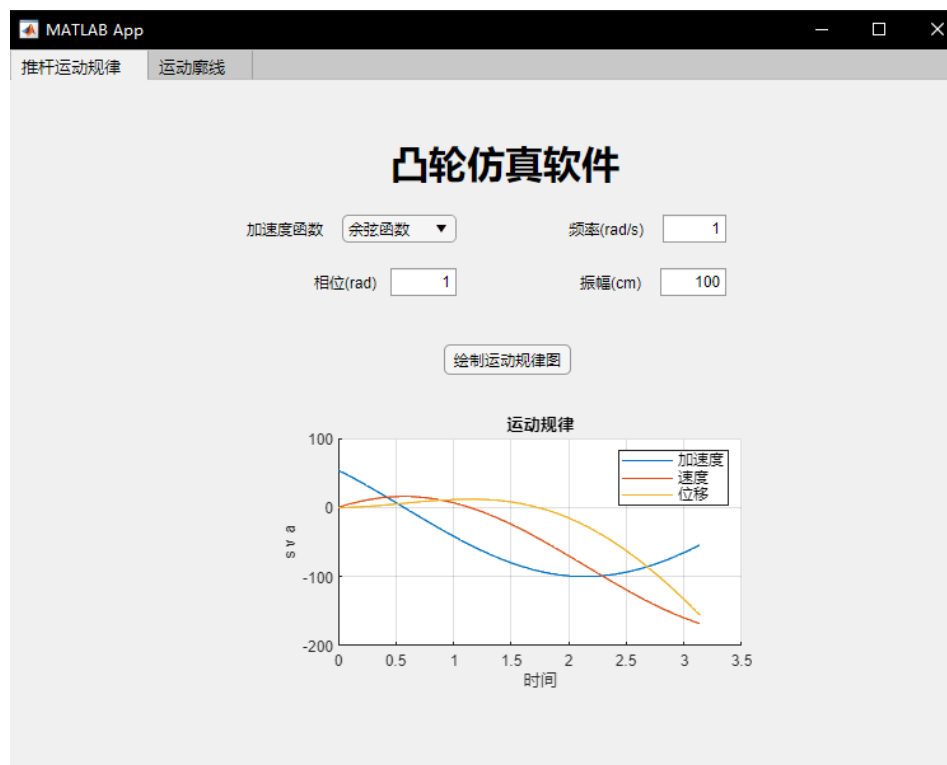 MATLAB App
推杆运动规律 运动廓线
凸轮仿真软件
加速度函数 余弦函数 频率(rad/s) 1
相位(rad) 1 振幅(cm) 100
绘制运动规律图
运动规律
加速度
速度
位移
100
0
-100
-200
s v a
0 0.5 1 1.5 2 2.5 3 3.5
时间